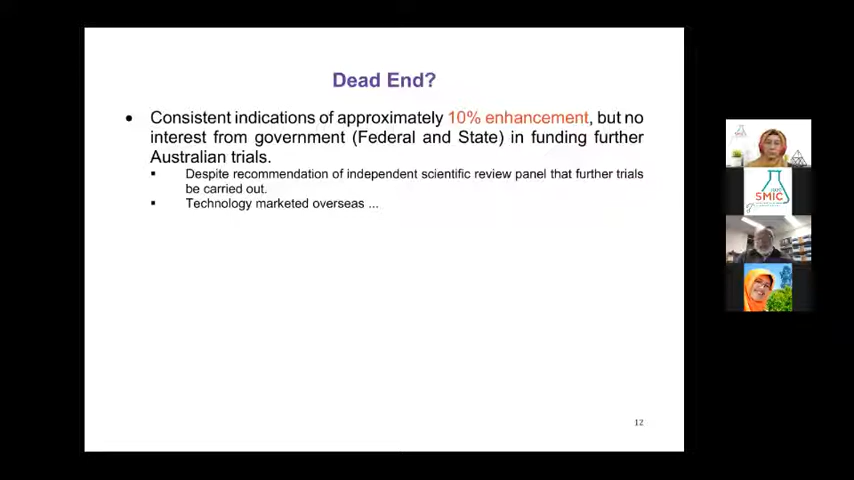 Dead End?
• Consistent indications of approximately 10% enhancement, but no
interest from government (Federal and State) in funding further
Australian trials.
▪ Despite recommendation of independent scientific review panel that further trials
be carried out.
▪ Technology marketed overseas ...
12
SMIC